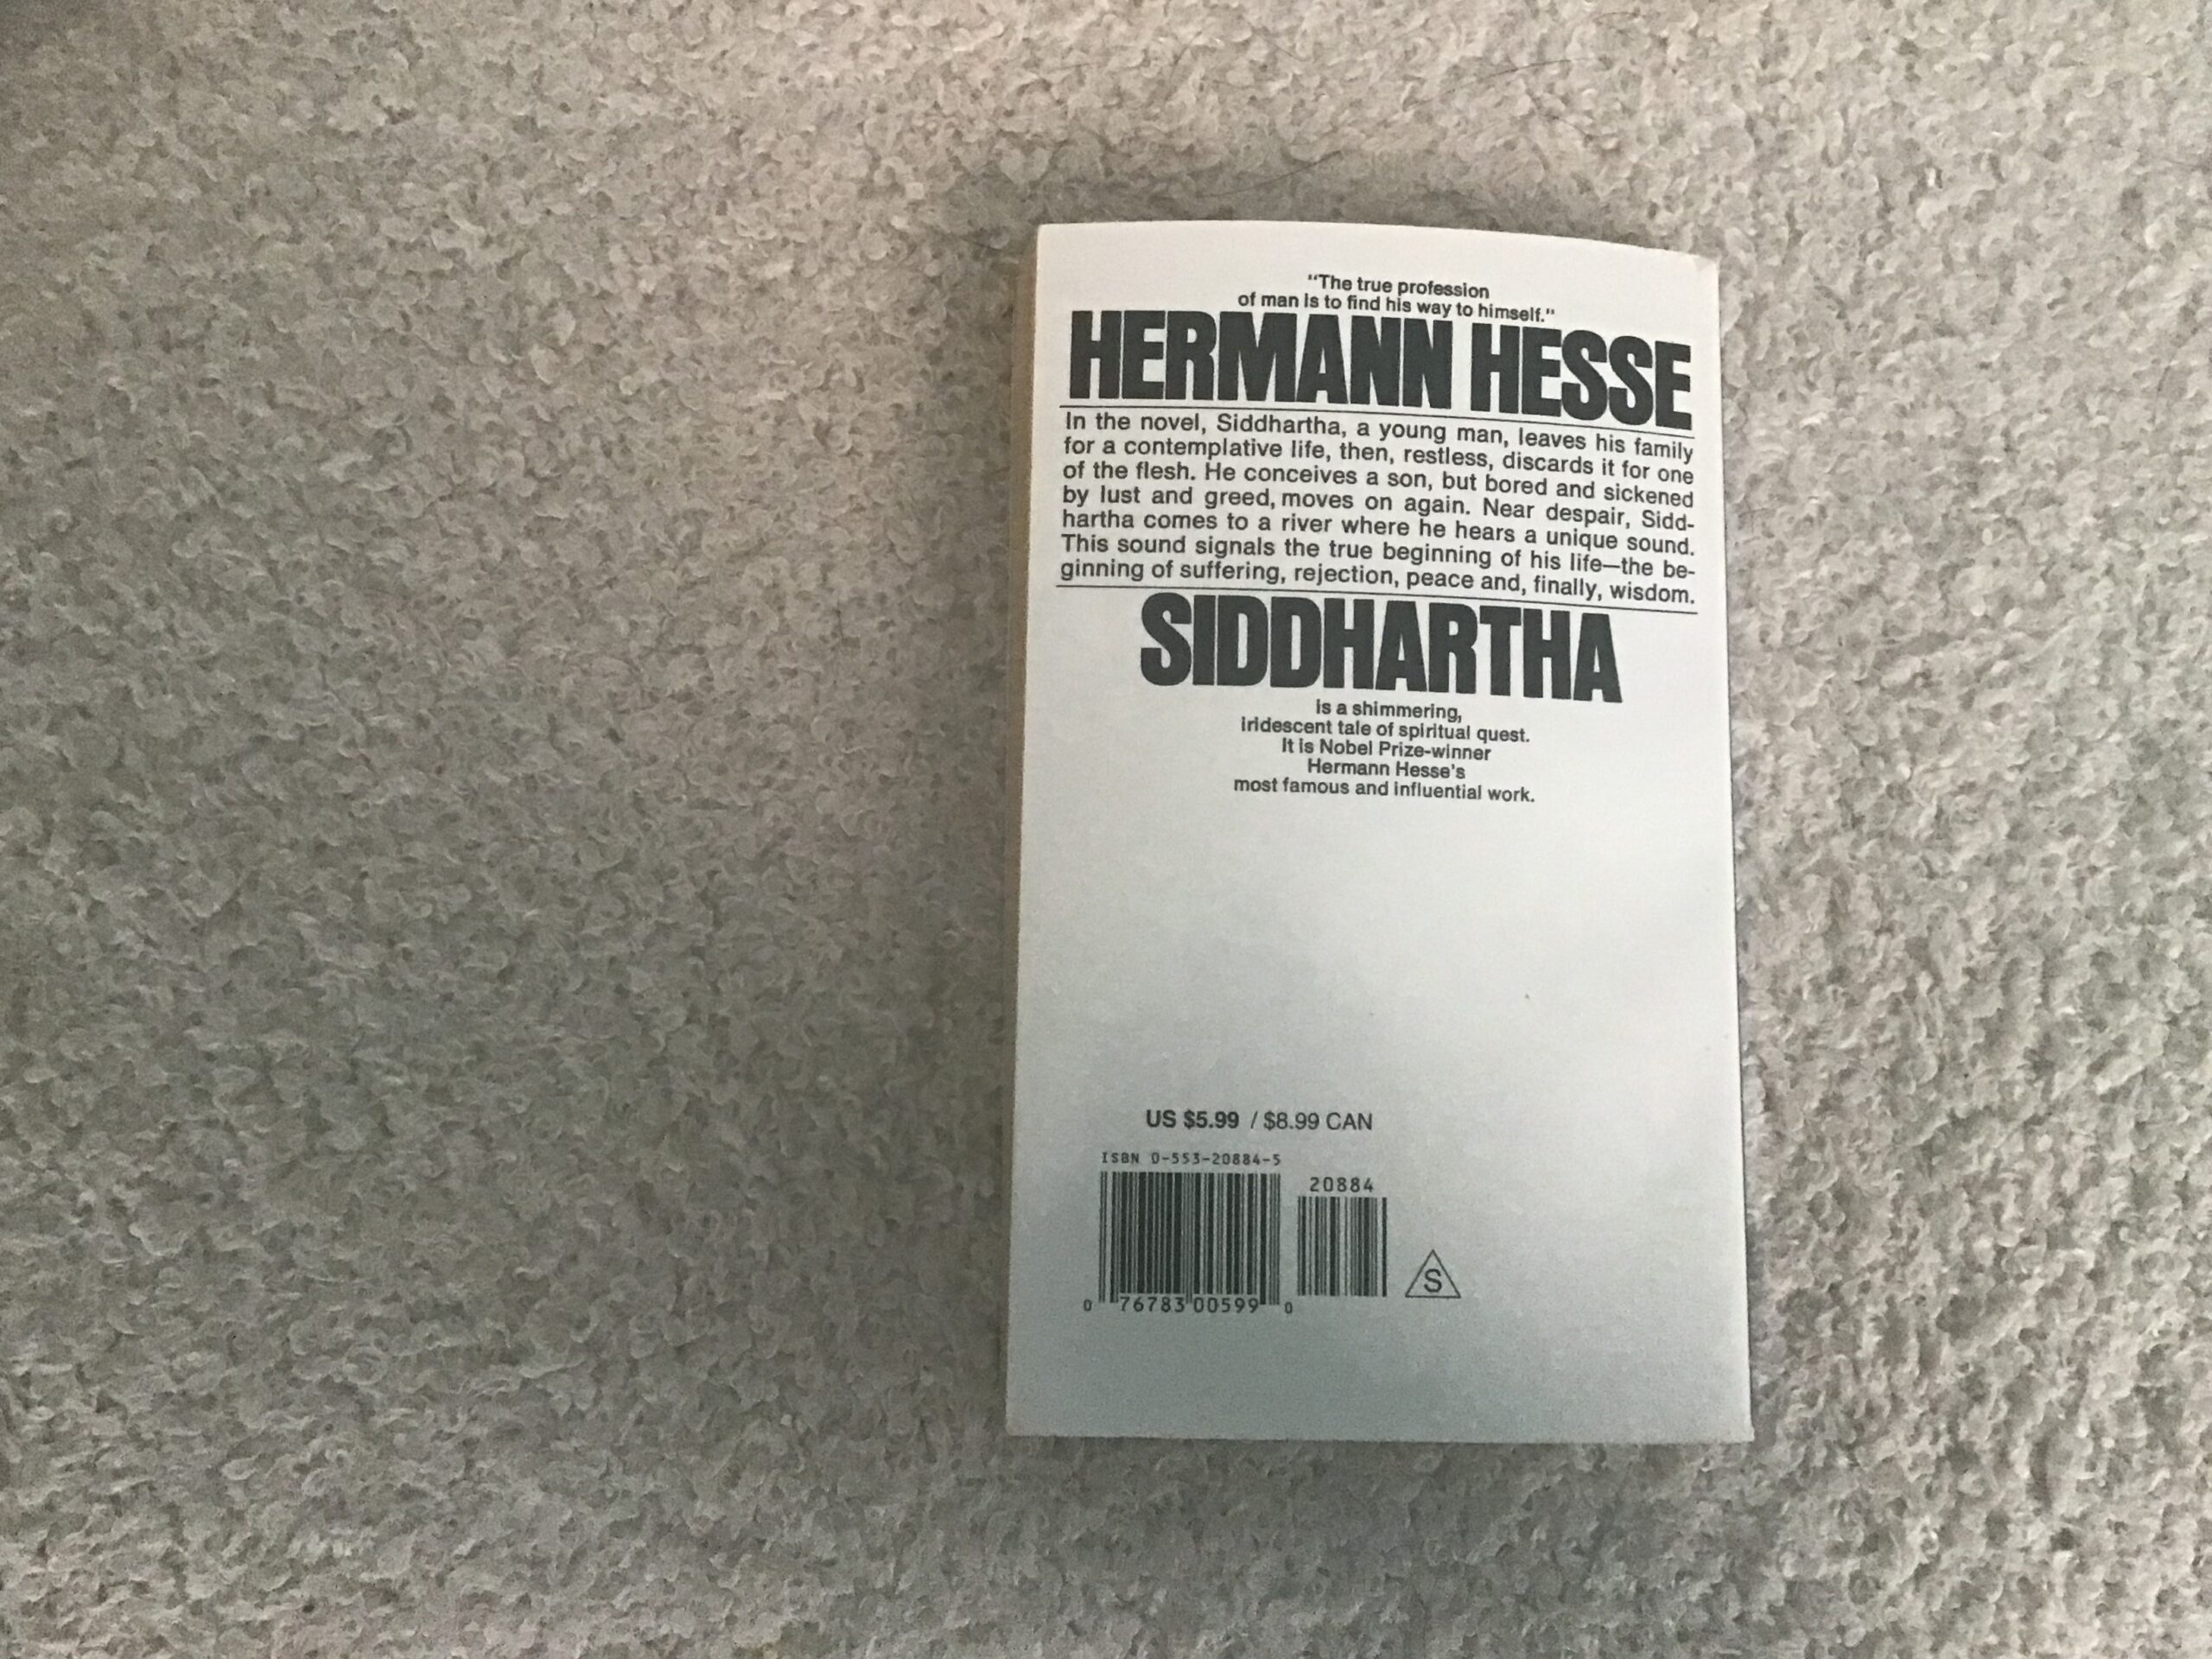 "The true profession
of man is to find his way to himself."
HERMANN HESSE
In the novel, Siddhartha, a young man, leaves his family
for a contemplative life, then, restless, discards it for one
of the flesh. He conceives a son, but bored and sickened
by lust and greed, moves on again. Near despair, Sidd-
hartha comes to a river where he hears a unique sound.
This sound signals the true beginning of his life—the be-
ginning of suffering, rejection, peace and, finally, wisdom.
SIDDHARTHA
is a shimmering,
iridescent tale of spiritual quest.
It is Nobel Prize-winner
Hermann Hesse's
most famous and influential work.
US $5.99 / $8.99 CAN
ISBN 0-553-20884-5
20884
0 76783 00599 0
S